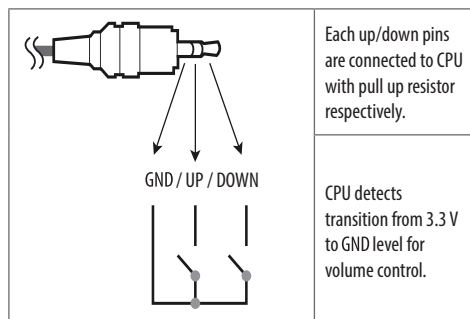 Each up/down pins
are connected to CPU
with pull up resistor
respectively.
GND / UP / DOWN
CPU detects
transition from 3.3 V
to GND level for
volume control.